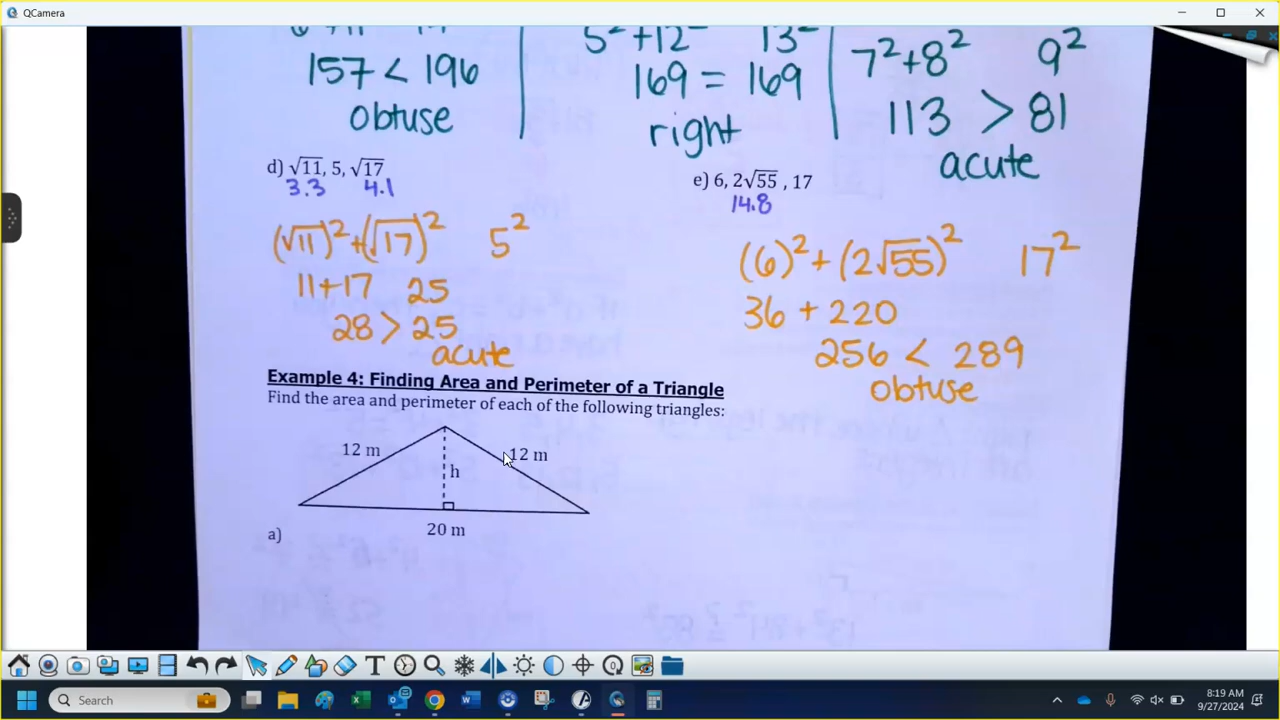 QCamera
5²+12² 13²
7²+8² 9²
157 < 196
169 = 169
113 > 81
obtuse
right
acute
d) √11, 5, √17
3.3 4.1
e) 6, 2√55 , 17
14.8
(√11)²+(√17)² 5²
11+17 25
28 > 25
acute
(6)²+(2√55)² 17²
36 + 220
256 < 289
obtuse
Example 4: Finding Area and Perimeter of a Triangle
Find the area and perimeter of each of the following triangles:
12 m
12 m
h
20 m
a)
Search
8:19 AM
9/27/2024